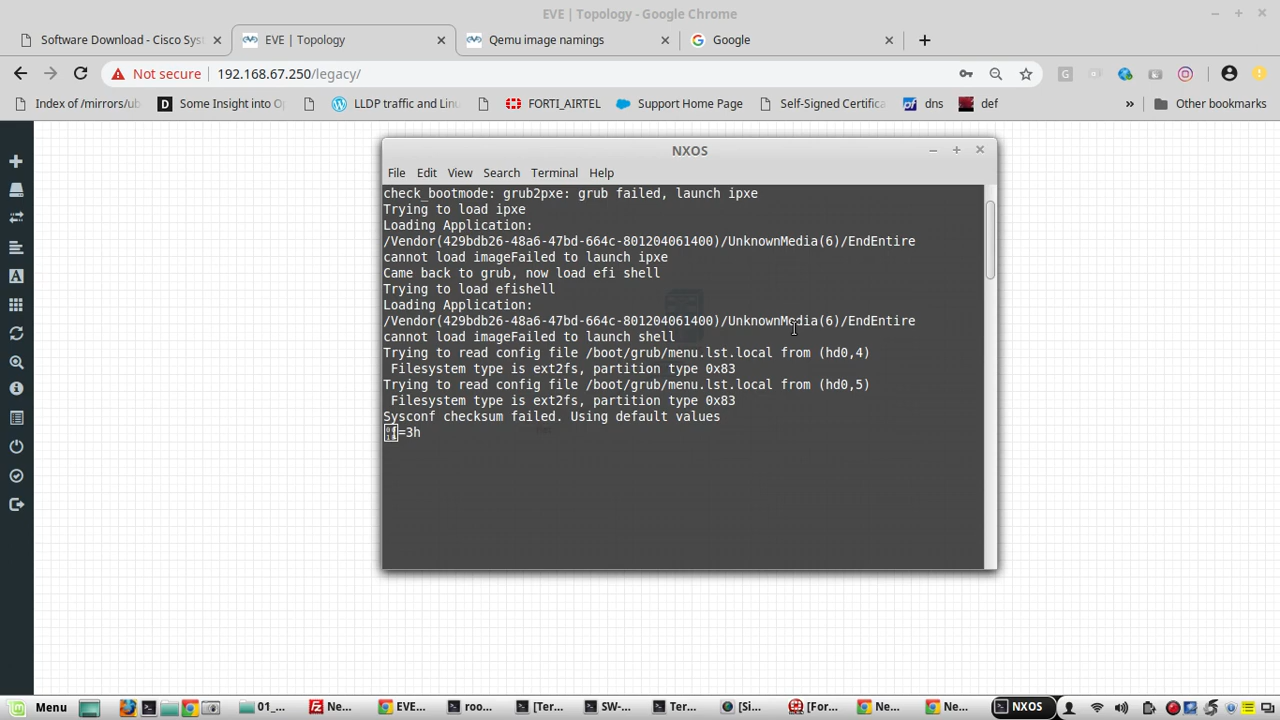 EVE | Topology - Google Chrome
Software Download - Cisco Syst
EVE | Topology
Qemu image namings
Google
Not secure
192.168.67.250/legacy/
Index of /mirrors/ub
Some Insight into Op
LLDP traffic and Linu
FORTI_AIRTEL
Support Home Page
Self-Signed Certifica
dns
def
»
Other bookmarks
NXOS
File Edit View Search Terminal Help
check_bootmode: grub2pxe: grub failed, launch ipxe
Trying to load ipxe
Loading Application:
/Vendor(429bdb26-48a6-47bd-664c-801204061400)/UnknownMedia(6)/EndEntire
cannot load imageFailed to launch ipxe
Came back to grub, now load efi shell
Trying to load efishell
Loading Application:
/Vendor(429bdb26-48a6-47bd-664c-801204061400)/UnknownMedia(6)/EndEntire
cannot load imageFailed to launch shell
Trying to read config file /boot/grub/menu.lst.local from (hd0,4)
Filesystem type is ext2fs, partition type 0x83
Trying to read config file /boot/grub/menu.lst.local from (hd0,5)
Filesystem type is ext2fs, partition type 0x83
Sysconf checksum failed. Using default values
=3h
Menu
01_...
Ne...
EVE...
roo...
[Ter...
SW-...
Ter...
[Si...
[For...
Ne...
Ne...
NXOS